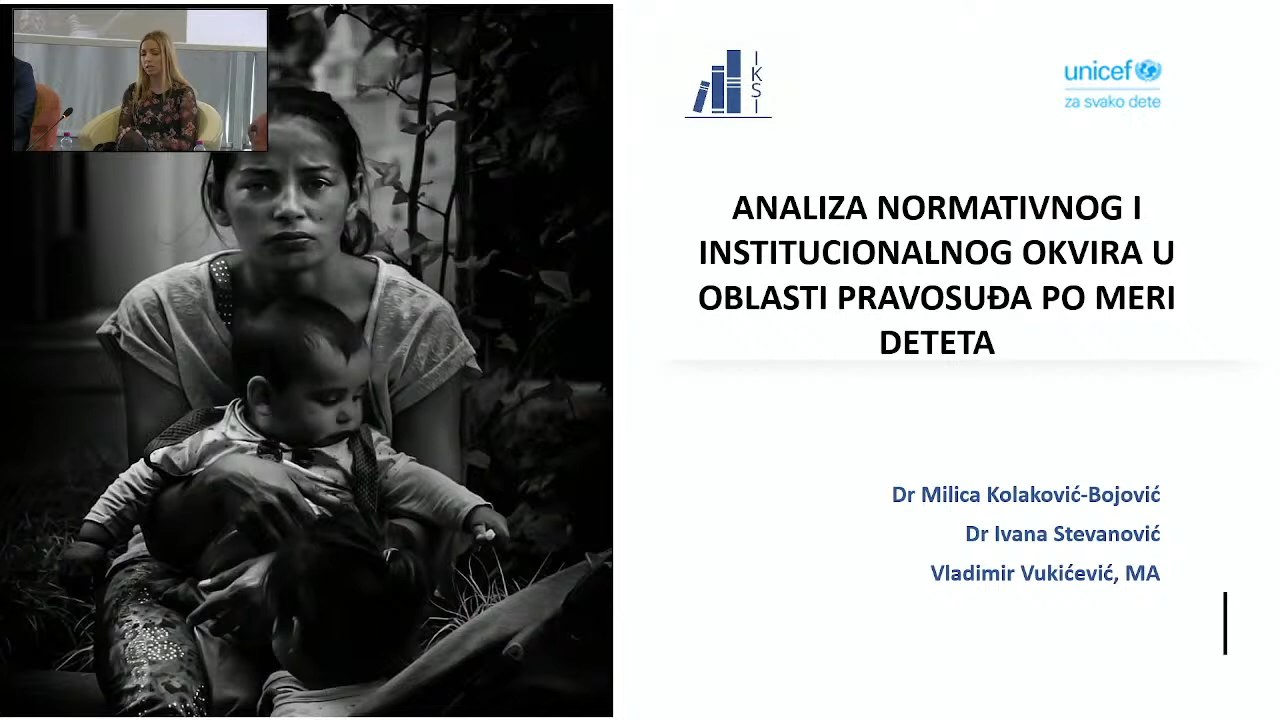 IKSI
unicef
za svako dete
ANALIZA NORMATIVNOG I
INSTITUCIONALNOG OKVIRA U
OBLASTI PRAVOSUĐA PO MERI
DETETA
Dr Milica Kolaković-Bojović
Dr Ivana Stevanović
Vladimir Vukićević, MA